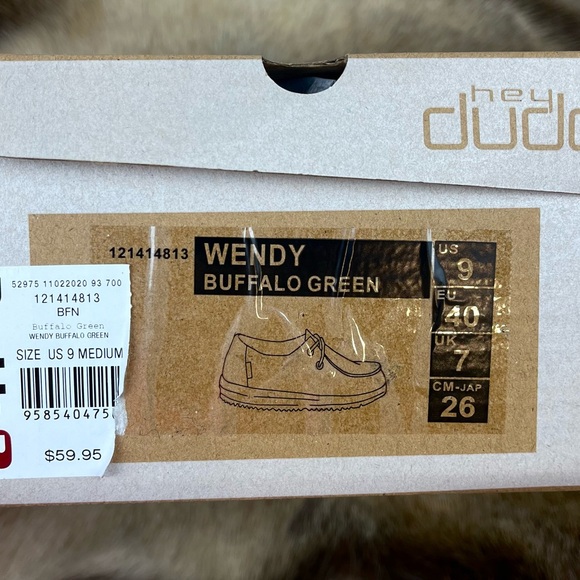 hey
dude
121414813
WENDY
BUFFALO GREEN
US
9
EU
40
UK
7
CM-JAP
26
52975 11022020 93 700
121414813
BFN
Buffalo Green
WENDY BUFFALO GREEN
SIZE US 9 MEDIUM
958540475
$59.95